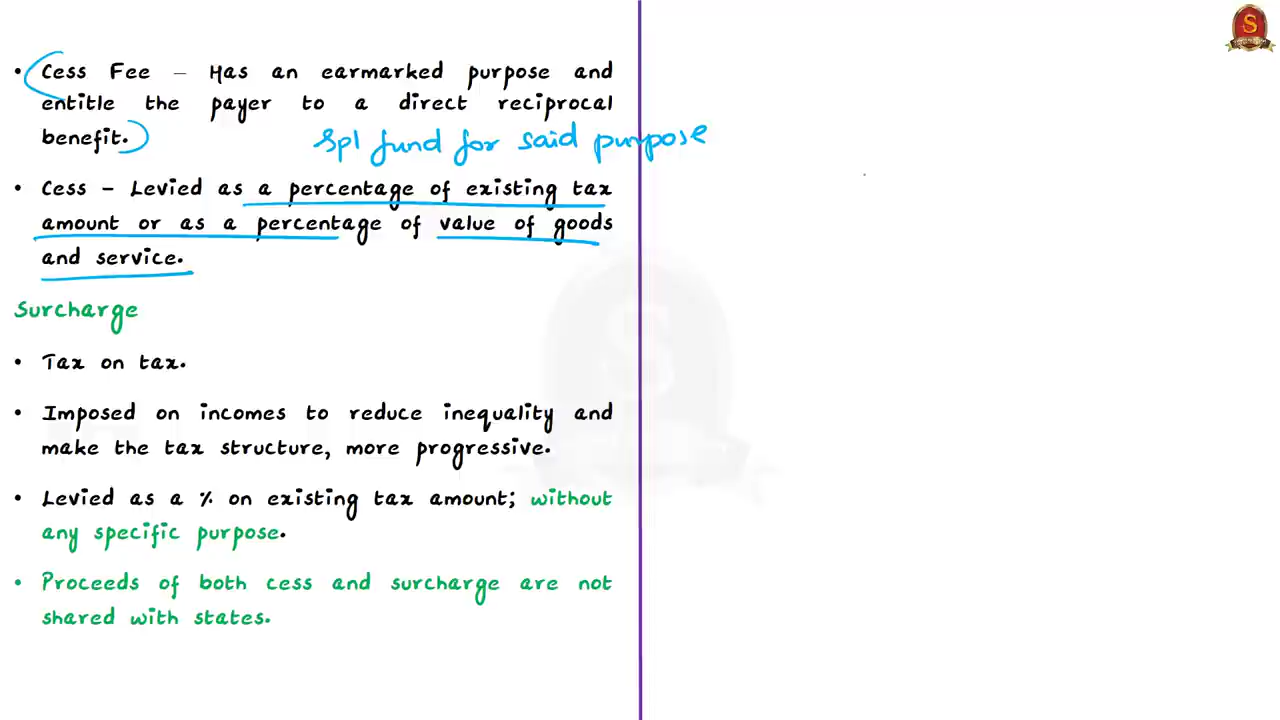 • Cess Fee – Has an earmarked purpose and
entitle the payer to a direct reciprocal
benefit.
Spl fund for said purpose
• Cess – Levied as a percentage of existing tax
amount or as a percentage of value of goods
and service.
Surcharge
• Tax on tax.
• Imposed on incomes to reduce inequality and
make the tax structure, more progressive.
• Levied as a % on existing tax amount; without
any specific purpose.
• Proceeds of both cess and surcharge are not
shared with states.
S